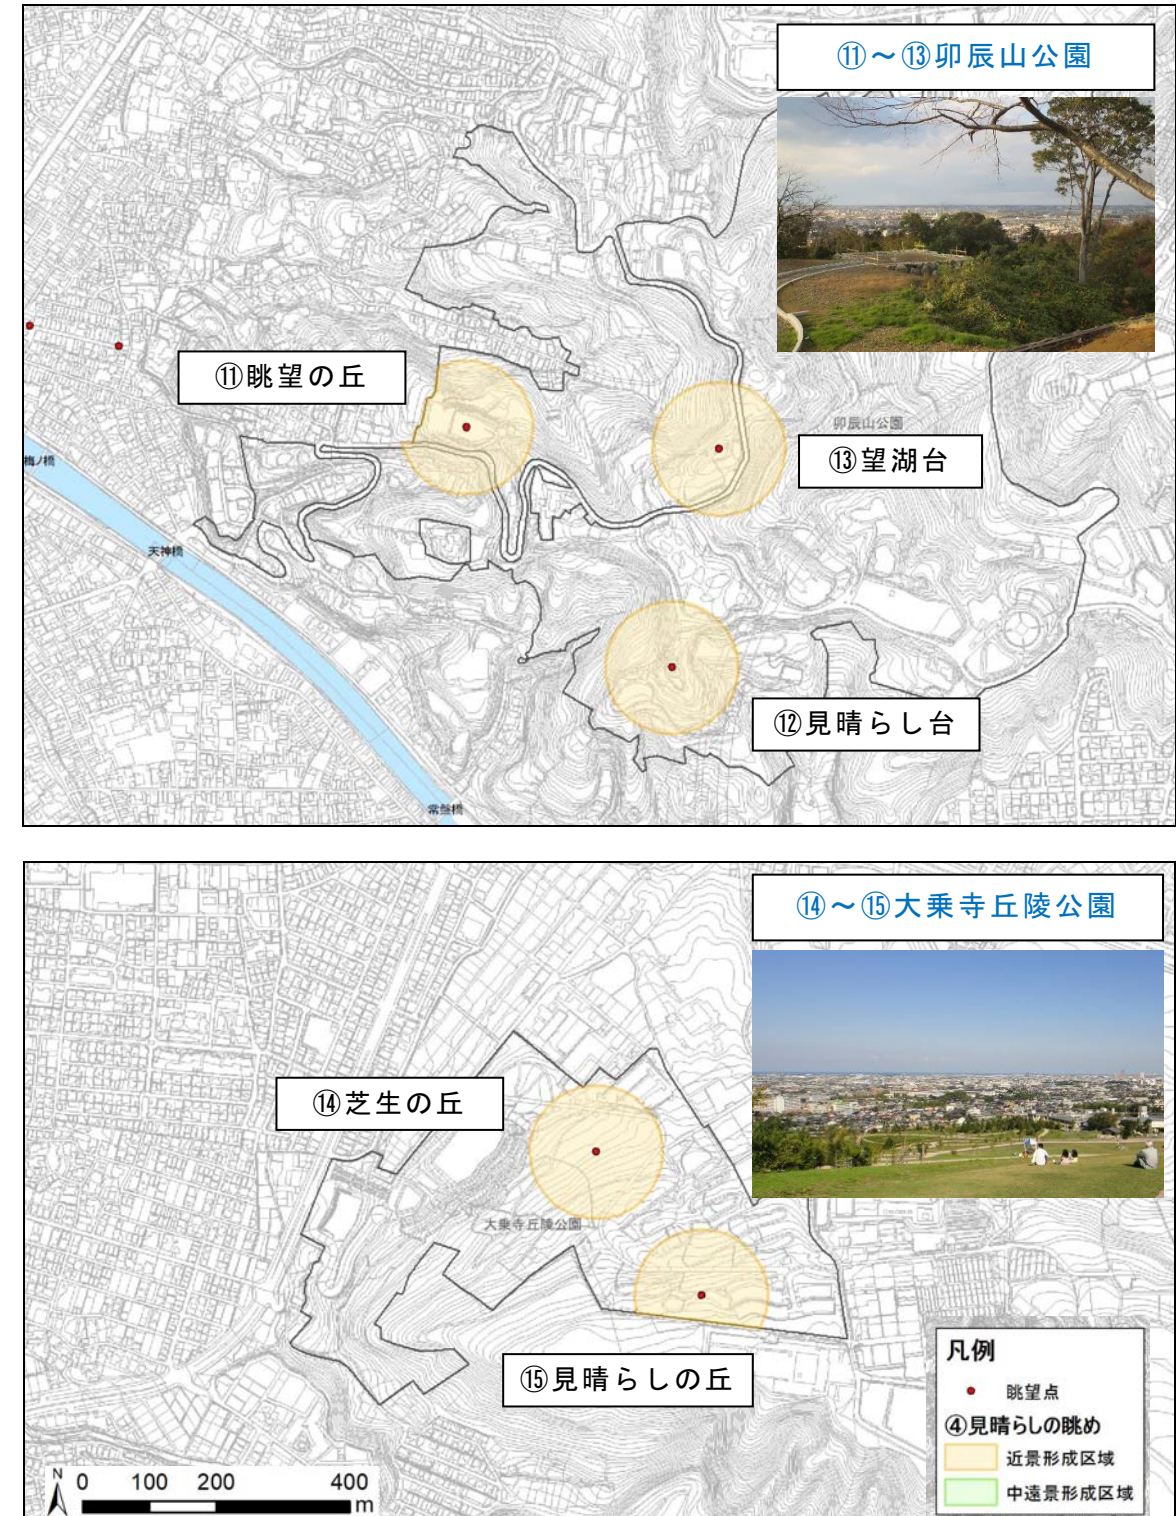 ⑪～⑬卯辰山公園
⑪眺望の丘
卯辰山公園
⑬望湖台
梅ノ橋
天神橋
⑫見晴らし台
常盤橋
⑭～⑮大乗寺丘陵公園
⑭芝生の丘
大乗寺丘陵公園
⑮見晴らしの丘
凡例
眺望点
④見晴らしの眺め
近景形成区域
中遠景形成区域
N
0 100 200 400
m